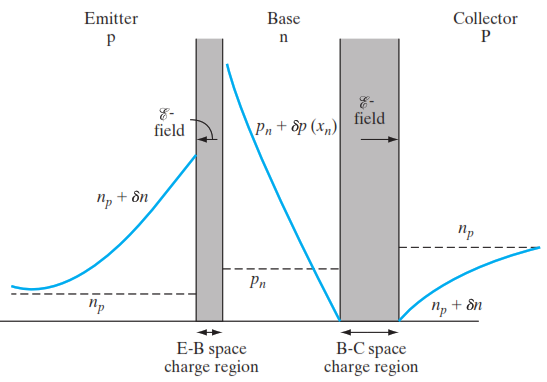 Emitter
p
Base
n
Collector
P
ℰ-
field
ℰ-
field
pₙ + δp (xₙ)
nₚ + δn
nₚ
pₙ
nₚ
nₚ + δn
E-B space
charge region
B-C space
charge region